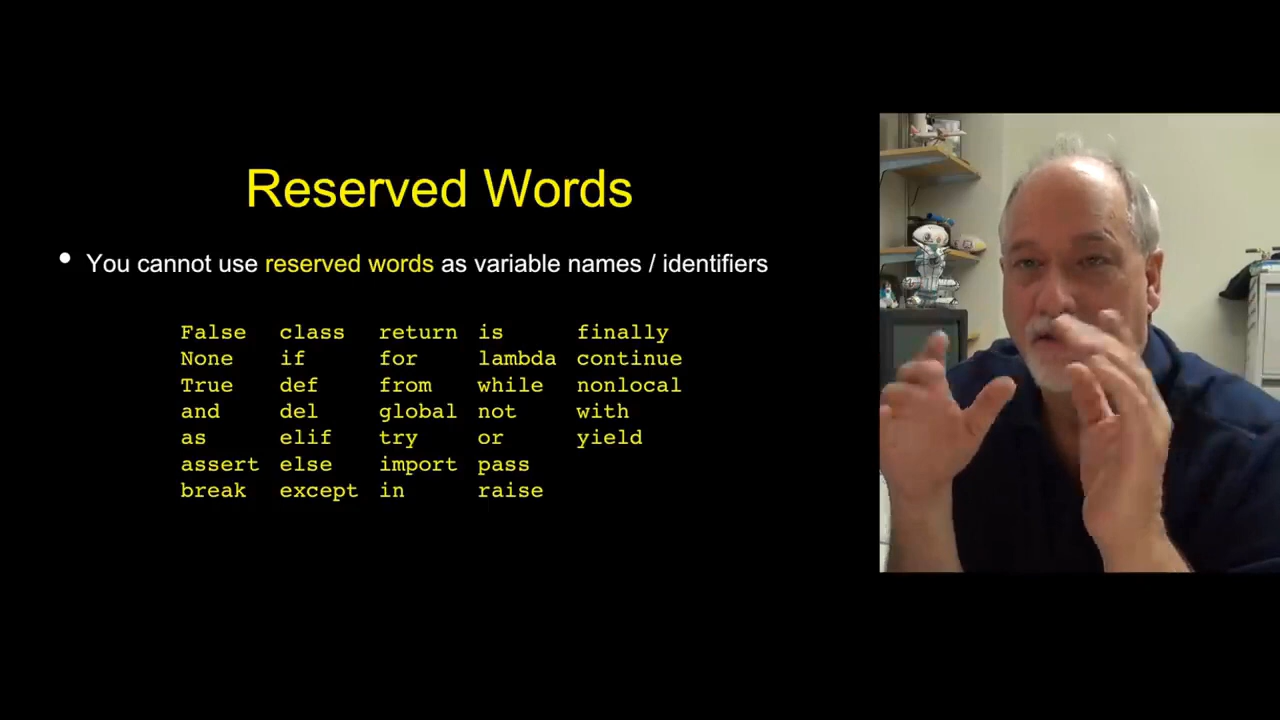 Reserved Words
• You cannot use reserved words as variable names / identifiers
False class return is finally
None if for lambda continue
True def from while nonlocal
and del global not with
as elif try or yield
assert else import pass
break except in raise